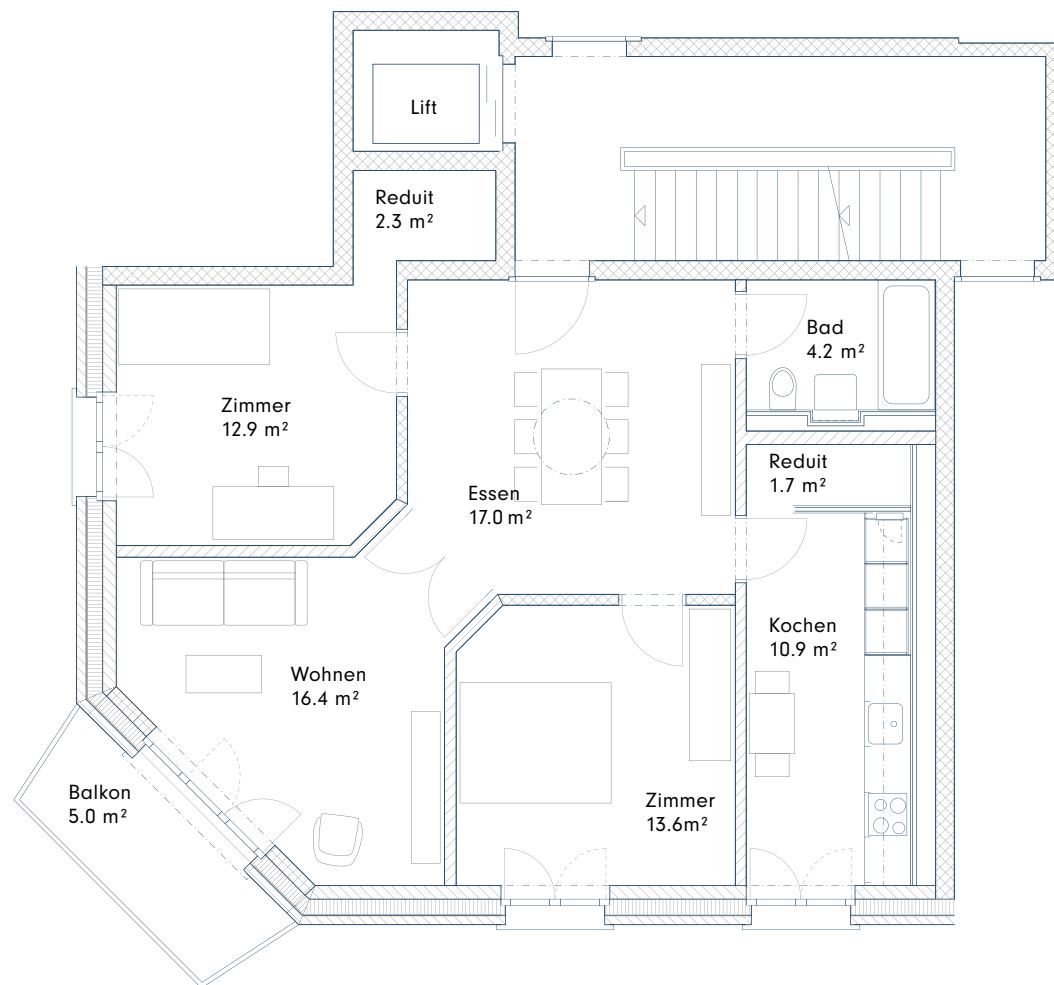 Lift
Reduit
2.3 m²
Bad
4.2 m²
Zimmer
12.9 m²
Reduit
1.7 m²
Essen
17.0 m²
Kochen
10.9 m²
Wohnen
16.4 m²
Balkon
5.0 m²
Zimmer
13.6m²